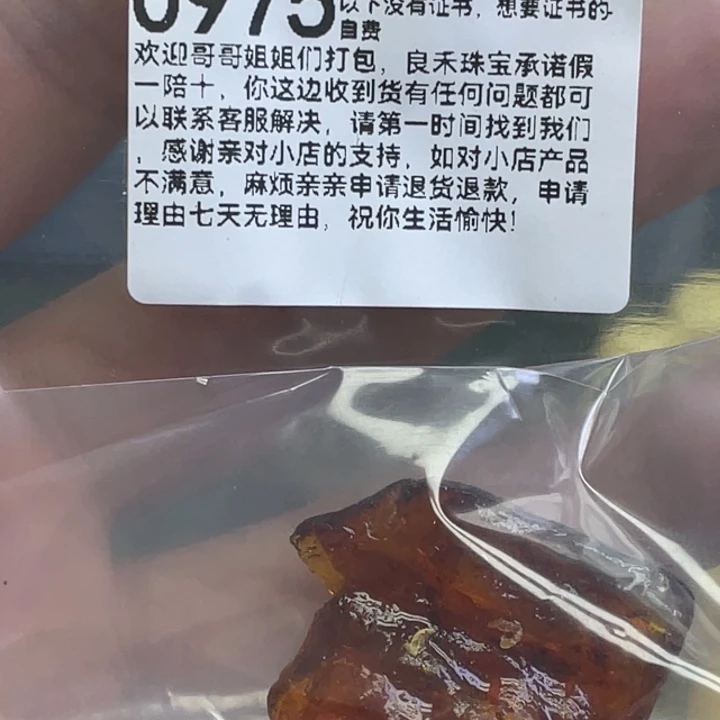 0975
以下没有证书，想要证书的
自费
欢迎哥哥姐姐们打包，良禾珠宝承诺假
一陪十，你这边收到货有任何问题都可
以联系客服解决，请第一时间找到我们
，感谢亲对小店的支持，如对小店产品
不满意，麻烦亲亲申请退货退款，申请
理由七天无理由，祝你生活愉快！